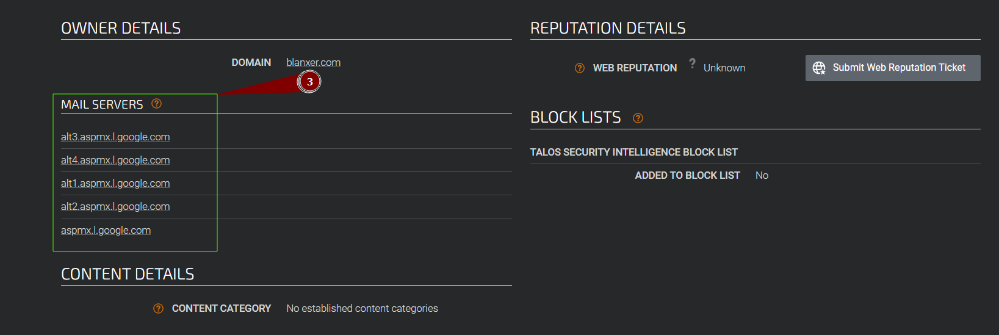 OWNER DETAILS
DOMAIN blanxer.com
3
MAIL SERVERS ?
alt3.aspmx.l.google.com
alt4.aspmx.l.google.com
alt1.aspmx.l.google.com
alt2.aspmx.l.google.com
aspmx.l.google.com
CONTENT DETAILS
? CONTENT CATEGORY No established content categories
REPUTATION DETAILS
? WEB REPUTATION ? Unknown Submit Web Reputation Ticket
BLOCK LISTS ?
TALOS SECURITY INTELLIGENCE BLOCK LIST
ADDED TO BLOCK LIST No